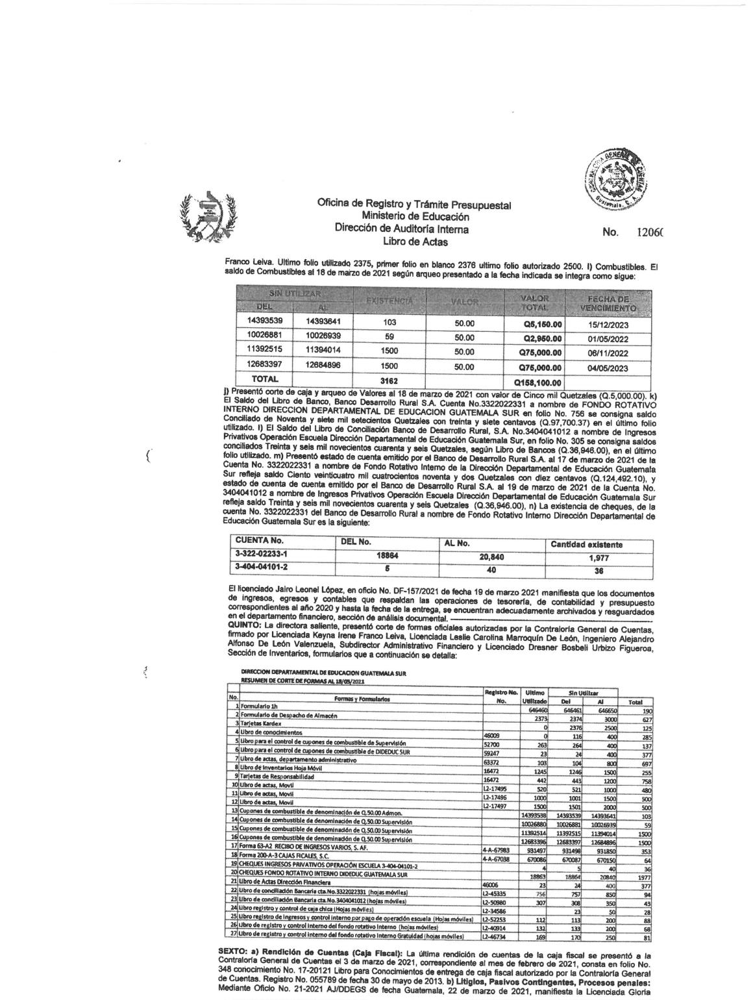 CONTRALORIA GENERAL DE CUENTAS
Guatemala, C. A.
Oficina de Registro y Trámite Presupuestal
Ministerio de Educación
Dirección de Auditoría Interna
Libro de Actas
No. 1206
Franco Leiva. Ultimo folio utilizado 2375, primer folio en blanco 2376 ultimo folio autorizado 2500. I) Combustibles. El
saldo de Combustibles al 18 de marzo de 2021 según arqueo presentado a la fecha indicada se integra como sigue:
SIN UTILIZAR EXISTENCIA VALOR VALOR TOTAL FECHA DE VENCIMIENTO
DEL AL
14393539 14393641 103 50.00 Q5,150.00 15/12/2023
10026881 10026939 59 50.00 Q2,950.00 01/05/2022
11392515 11394014 1500 50.00 Q75,000.00 06/11/2022
12683397 12684896 1500 50.00 Q75,000.00 04/05/2023
TOTAL 3162 Q158,100.00
j) Presentó corte de caja y arqueo de Valores al 18 de marzo de 2021 con valor de Cinco mil Quetzales (Q.5,000.00). k)
El Saldo del Libro de Banco, Banco Desarrollo Rural S.A. Cuenta No.3322022331 a nombre de FONDO ROTATIVO
INTERNO DIRECCION DEPARTAMENTAL DE EDUCACION GUATEMALA SUR en folio No. 756 se consigna saldo
Conciliado de Noventa y siete mil setecientos Quetzales con treinta y siete centavos (Q.97,700.37) en el último folio
utilizado. l) El Saldo del Libro de Conciliación Banco de Desarrollo Rural, S.A. No.3404041012 a nombre de Ingresos
Privativos Operación Escuela Dirección Departamental de Educación Guatemala Sur, en folio No. 305 se consigna saldos
conciliados Treinta y seis mil novecientos cuarenta y seis Quetzales, según Libro de Bancos (Q.36,946.00), en el último
folio utilizado. m) Presentó estado de cuenta emitido por el Banco de Desarrollo Rural S.A. al 17 de marzo de 2021 de la
Cuenta No. 3322022331 a nombre de Fondo Rotativo Interno de la Dirección Departamental de Educación Guatemala
Sur refleja saldo Ciento veinticuatro mil cuatrocientos noventa y dos Quetzales con diez centavos (Q.124,492.10), y
estado de cuenta de cuenta emitido por el Banco de Desarrollo Rural S.A. al 19 de marzo de 2021 de la Cuenta No.
3404041012 a nombre de Ingresos Privativos Operación Escuela Dirección Departamental de Educación Guatemala Sur
refleja saldo Treinta y seis mil novecientos cuarenta y seis Quetzales (Q.36,946.00), n) La existencia de cheques, de la
cuenta No. 3322022331 del Banco de Desarrollo Rural a nombre de Fondo Rotativo Interno Dirección Departamental de
Educación Guatemala Sur es la siguiente:
CUENTA No. DEL No. AL No. Cantidad existente
3-322-02233-1 18864 20,840 1,977
3-404-04101-2 5 40 36
El licenciado Jairo Leonel López, en oficio No. DF-157/2021 de fecha 19 de marzo 2021 manifiesta que los documentos
de ingresos, egresos y contables que respaldan las operaciones de tesorería, de contabilidad y presupuesto
correspondientes al año 2020 y hasta la fecha de la entrega, se encuentran adecuadamente archivados y resguardados
en el departamento financiero, sección de análisis documental.
QUINTO: La directora saliente, presentó corte de formas oficiales autorizadas por la Contraloría General de Cuentas,
firmado por Licenciada Keyna Irene Franco Leiva, Licenciada Leslie Carolina Marroquín De León, Ingeniero Alejandro
Alfonso De León Valenzuela, Subdirector Administrativo Financiero y Licenciado Dresner Bosbeli Urbizo Figueroa,
Sección de Inventarios, formularios que a continuación se detalla:
DIRECCION DEPARTAMENTAL DE EDUCACION GUATEMALA SUR
RESUMEN DE CORTE DE FORMAS AL 18/03/2021
No. Formas y Formularios Registro No. No. Ultimo Utilizado Sin Utilizar Del Al Total
1 Formulario 1h 646460 646461 646650 190
2 Formulario de Despacho de Almacén 2373 2374 3000 627
3 Tarjetas Kardex 0 2376 2500 125
4 Libro de conocimientos 46009 0 116 400 285
5 Libro para el control de cupones de combustible de Supervisión 52700 263 264 400 137
6 Libro para el control de cupones de combustible de DIDEDUC SUR 59247 23 24 400 377
7 Libro de actas, departamento administrativo 63372 103 104 800 697
8 Libro de Inventarios Hoja Móvil 16472 1245 1246 1500 255
9 Tarjetas de Responsabilidad 16472 442 443 1200 758
10 Libro de actas, Movil L2-17495 520 521 1000 480
11 Libro de actas, Movil L2-17496 1000 1001 1500 500
12 Libro de actas, Movil L2-17497 1500 1501 2000 500
13 Cupones de combustible de denominación de Q.50.00 Admon. 14393538 14393539 14393641 103
14 Cupones de combustible de denominación de Q.50.00 Supervisión 10026880 10026881 10026939 59
15 Cupones de combustible de denominación de Q.50.00 Supervisión 11392514 11392515 11394014 1500
16 Cupones de combustible de denominación de Q.50.00 Supervisión 12683396 12683397 12684896 1500
17 Forma 63-A2 RECIBO DE INGRESOS VARIOS, S. AF. 4-A-67983 931497 931498 931850 353
18 Forma 200-A-3 CAJAS FICALES, S.C. 4-A-67038 670086 670087 670150 64
19 CHEQUES INGRESOS PRIVATIVOS OPERACIÓN ESCUELA 3-404-04101-2 4 5 40 36
20 CHEQUES FONDO ROTATIVO INTERNO DIDEDUC GUATEMALA SUR 18863 18864 20840 1977
21 Libro de Actas Dirección Financiera 46006 23 24 400 377
22 Libro de conciliación Bancaria cta.No.3322022331 (hojas móviles) L2-45335 756 757 850 94
23 Libro de conciliación Bancaria cta.No.3404041012 (hojas móviles) L2-50980 307 308 350 43
24 Libro registro y control de caja chica (Hojas móviles) L2-34586 23 50 28
25 Libro registro de ingresos y control interno por pago de operación escuela (Hojas móviles) L2-52253 112 113 200 88
26 Libro de registro y control interno del fondo rotativo Interno (hojas móviles) L2-40914 132 133 200 68
27 Libro de registro y control interno del fondo rotativo Interno Gratuidad (hojas móviles) L2-46734 169 170 250 81
SEXTO: a) Rendición de Cuentas (Caja Fiscal): La última rendición de cuentas de la caja fiscal se presentó a la
Contraloría General de Cuentas el 3 de marzo de 2021, correspondiente al mes de febrero de 2021, consta en folio No.
348 conocimiento No. 17-20121 Libro para Conocimientos de entrega de caja fiscal autorizado por la Contraloría General
de Cuentas. Registro No. 055789 de fecha 30 de mayo de 2013. b) Litigios, Pasivos Contingentes, Procesos penales:
Mediante Oficio No. 21-2021 AJ/DDEGS de fecha Guatemala, 22 de marzo de 2021, manifiesta la Licenciada Gloria